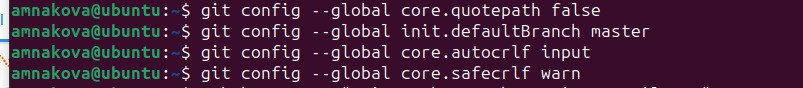 amnakova@ubuntu:~$ git config --global core.quotepath false
amnakova@ubuntu:~$ git config --global init.defaultBranch master
amnakova@ubuntu:~$ git config --global core.autocrlf input
amnakova@ubuntu:~$ git config --global core.safecrlf warn